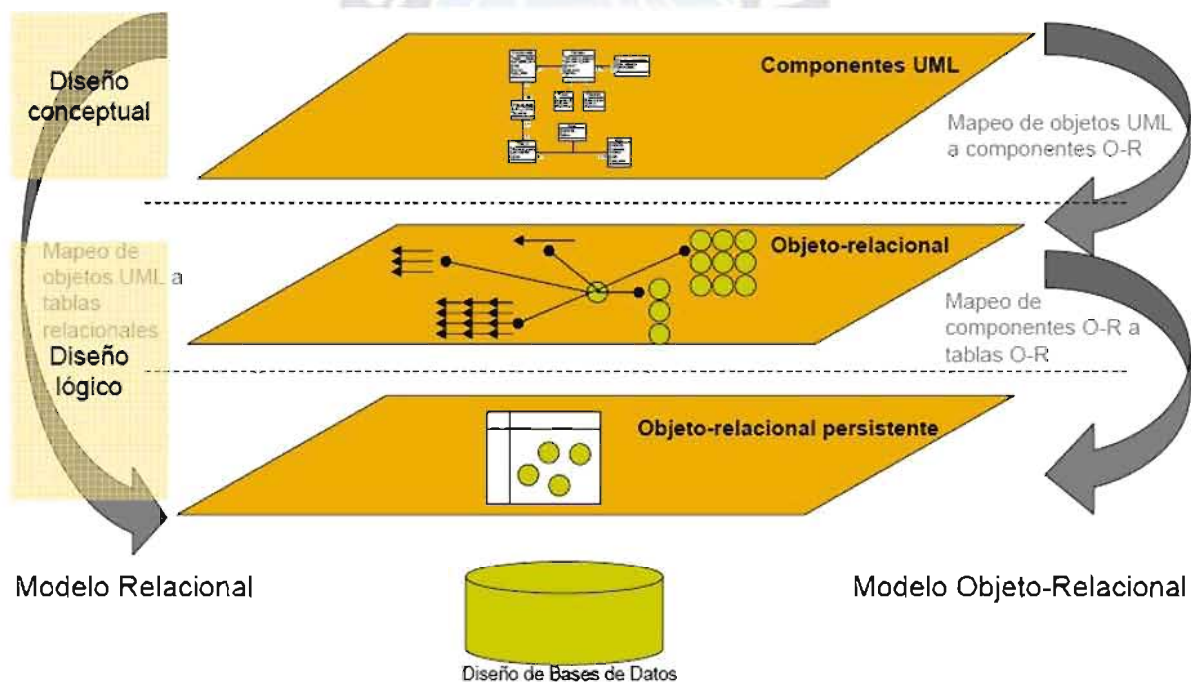 Diseño
conceptual
Componentes UML
Mapeo de objetos UML
a componentes O-R
Mapeo de
objetos UML a
tablas
relacionales
Diseño
lógico
Objeto-relacional
Mapeo de
componentes O-R a
tablas O-R
Objeto-relacional persistente
Modelo Relacional
Modelo Objeto-Relacional
Diseño de Bases de Datos